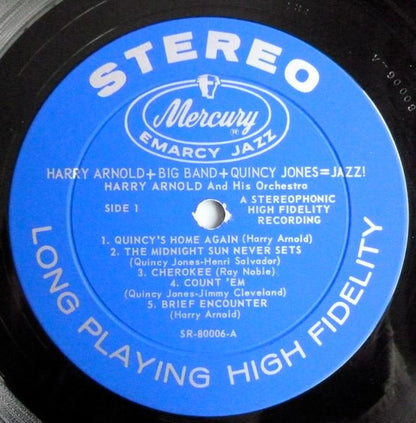 STEREO
Mercury®
EMARCY JAZZ
HARRY ARNOLD+BIG BAND+QUINCY JONES=JAZZ!
HARRY ARNOLD And His Orchestra
SIDE 1
A STEREOPHONIC
HIGH FIDELITY
RECORDING
1. QUINCY'S HOME AGAIN (Harry Arnold)
2. THE MIDNIGHT SUN NEVER SETS
(Quincy Jones-Henri Salvador)
3. CHEROKEE (Ray Noble)
4. COUNT 'EM
(Quincy Jones-Jimmy Cleveland)
5. BRIEF ENCOUNTER
(Harry Arnold)
SR-80006-A
LONG PLAYING HIGH FIDELITY